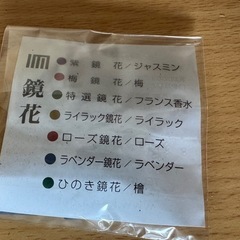 鏡花
紫鏡花/ジャスミン
梅鏡花/梅
特選鏡花/フランス香水
ライラック鏡花/ライラック
ローズ鏡花/ローズ
ラベンダー鏡花/ラベンダー
ひのき鏡花/檜